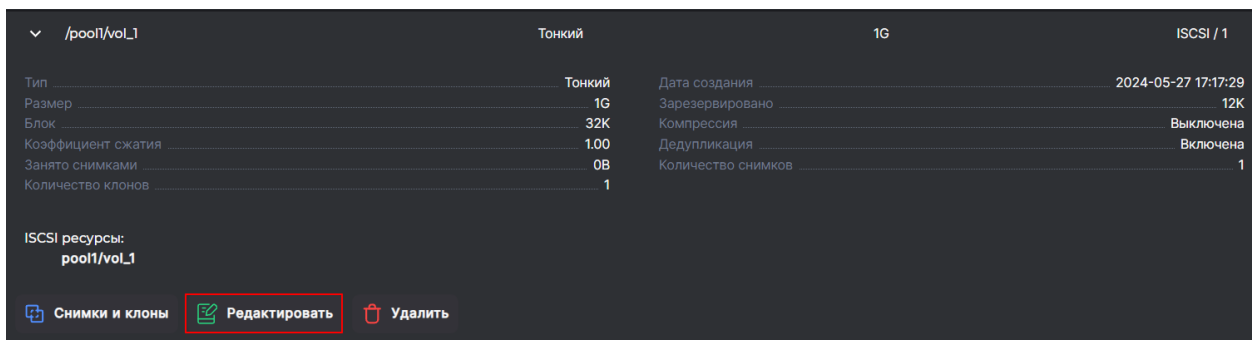 /pool1/vol_1 Тонкий 1G ISCSI / 1
Тип Тонкий Дата создания 2024-05-27 17:17:29
Размер 1G Зарезервировано 12K
Блок 32K Компрессия Выключена
Коэффициент сжатия 1.00 Дедупликация Включена
Занято снимками 0B Количество снимков 1
Количество клонов 1
ISCSI ресурсы:
pool1/vol_1
Снимки и клоны Редактировать Удалить